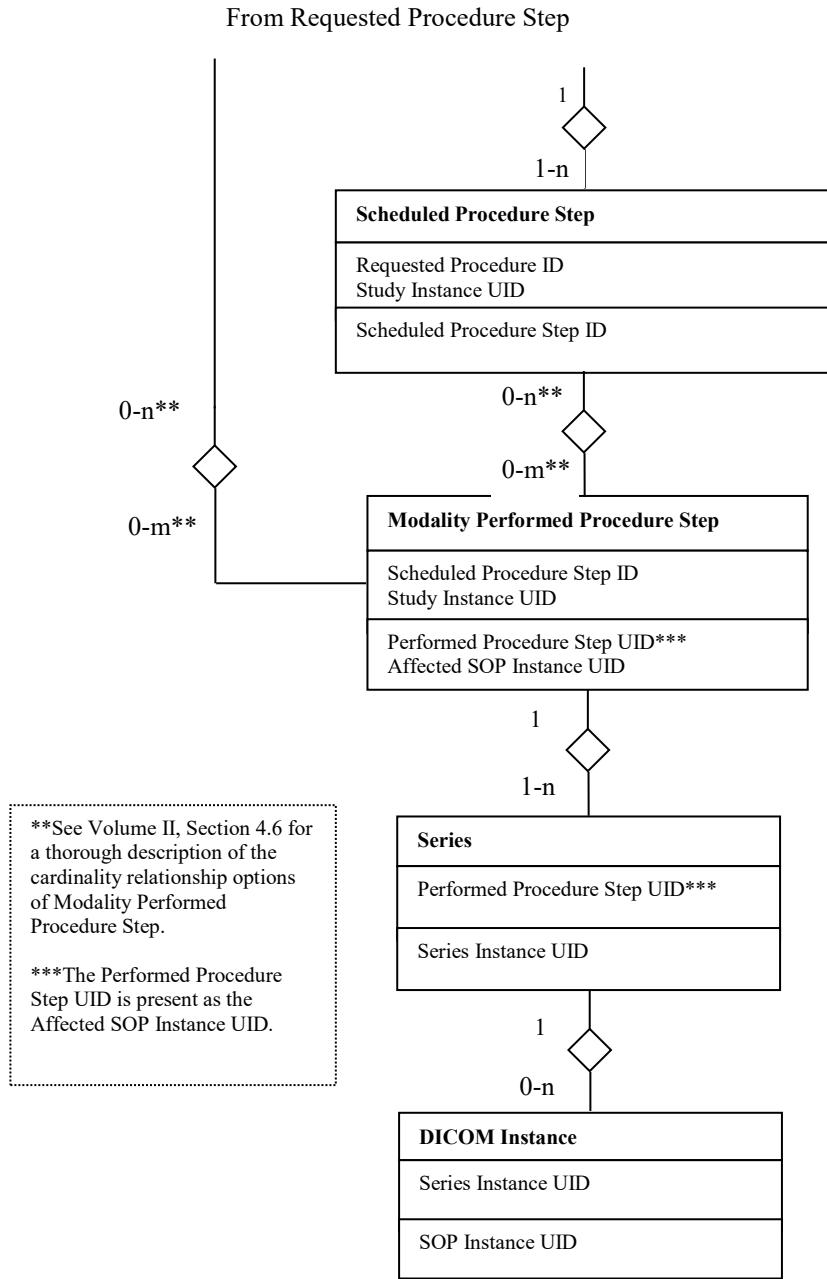 From Requested Procedure Step
1
1-n
Scheduled Procedure Step
Requested Procedure ID
Study Instance UID
Scheduled Procedure Step ID
0-n**
0-m**
0-n**
0-m**
Modality Performed Procedure Step
Scheduled Procedure Step ID
Study Instance UID
Performed Procedure Step UID***
Affected SOP Instance UID
1
1-n
**See Volume II, Section 4.6 for
a thorough description of the
cardinality relationship options
of Modality Performed
Procedure Step.
***The Performed Procedure
Step UID is present as the
Affected SOP Instance UID.
Series
Performed Procedure Step UID***
Series Instance UID
1
0-n
DICOM Instance
Series Instance UID
SOP Instance UID